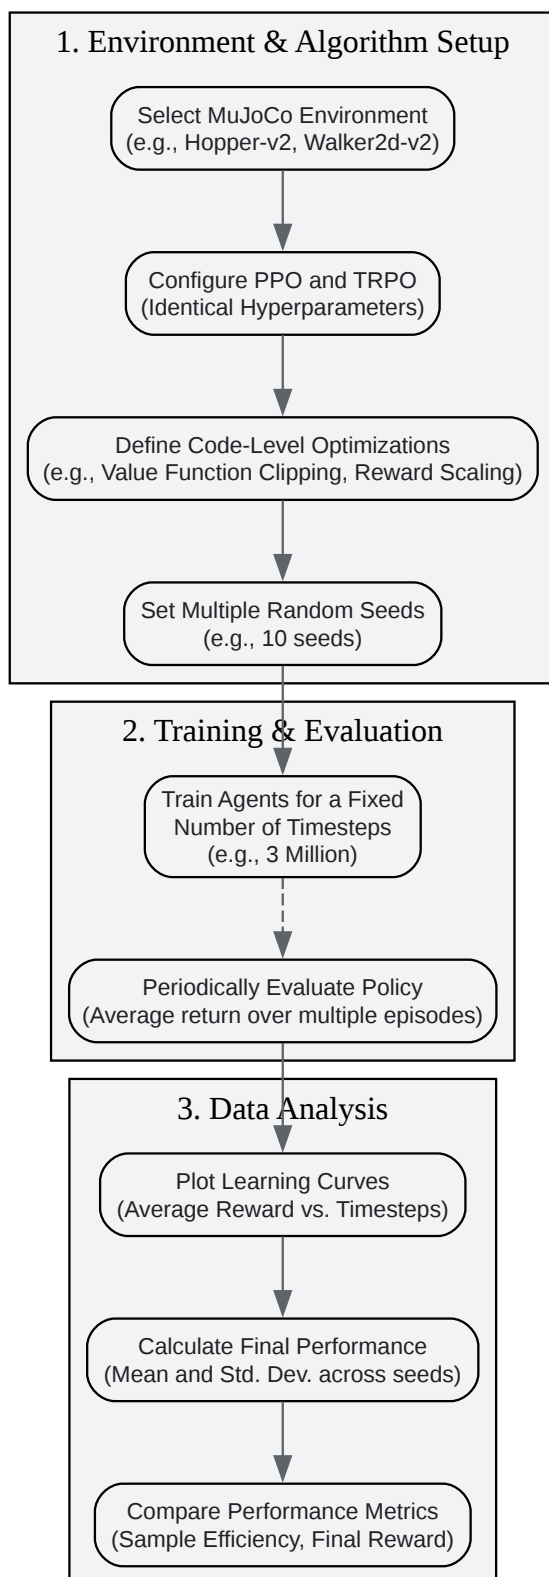 1. Environment & Algorithm Setup
Select MuJoCo Environment
(e.g., Hopper-v2, Walker2d-v2)
Configure PPO and TRPO
(Identical Hyperparameters)
Define Code-Level Optimizations
(e.g., Value Function Clipping, Reward Scaling)
Set Multiple Random Seeds
(e.g., 10 seeds)
2. Training & Evaluation
Train Agents for a Fixed
Number of Timesteps
(e.g., 3 Million)
Periodically Evaluate Policy
(Average return over multiple episodes)
3. Data Analysis
Plot Learning Curves
(Average Reward vs. Timesteps)
Calculate Final Performance
(Mean and Std. Dev. across seeds)
Compare Performance Metrics
(Sample Efficiency, Final Reward)